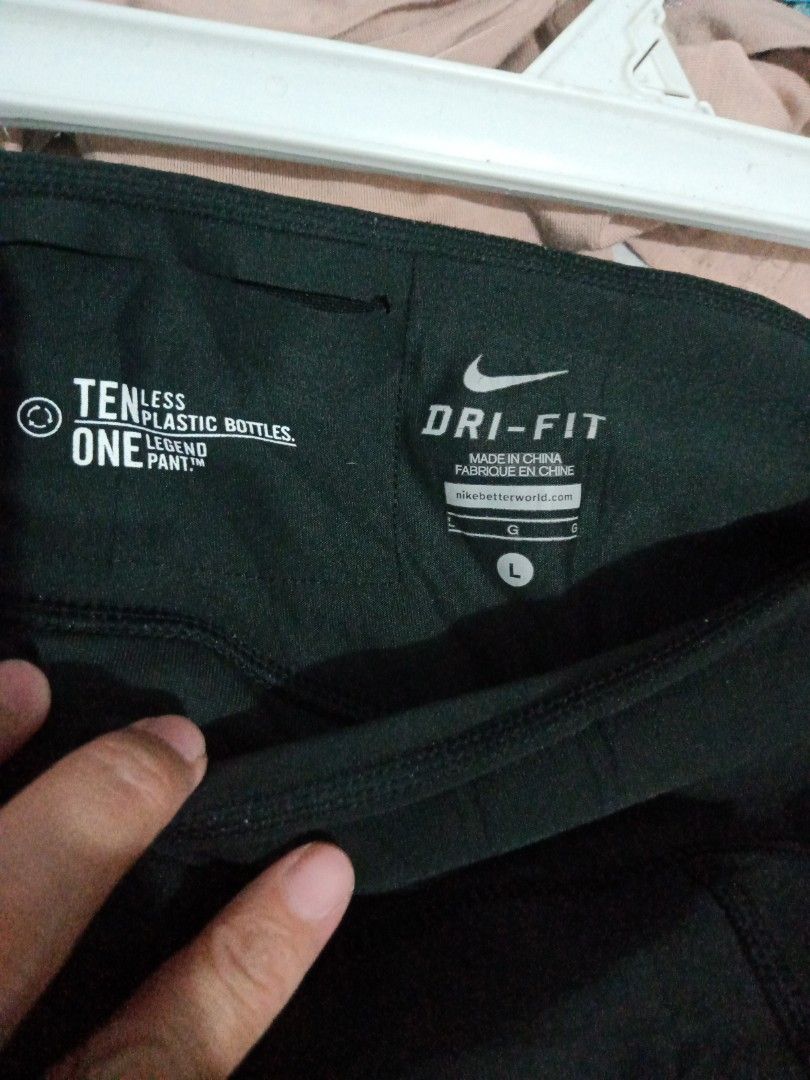 TEN LESS
PLASTIC BOTTLES.
ONE LEGEND
PANT.™
DRI-FIT
MADE IN CHINA
FABRIQUE EN CHINE
nikebetterworld.com
L G G
L